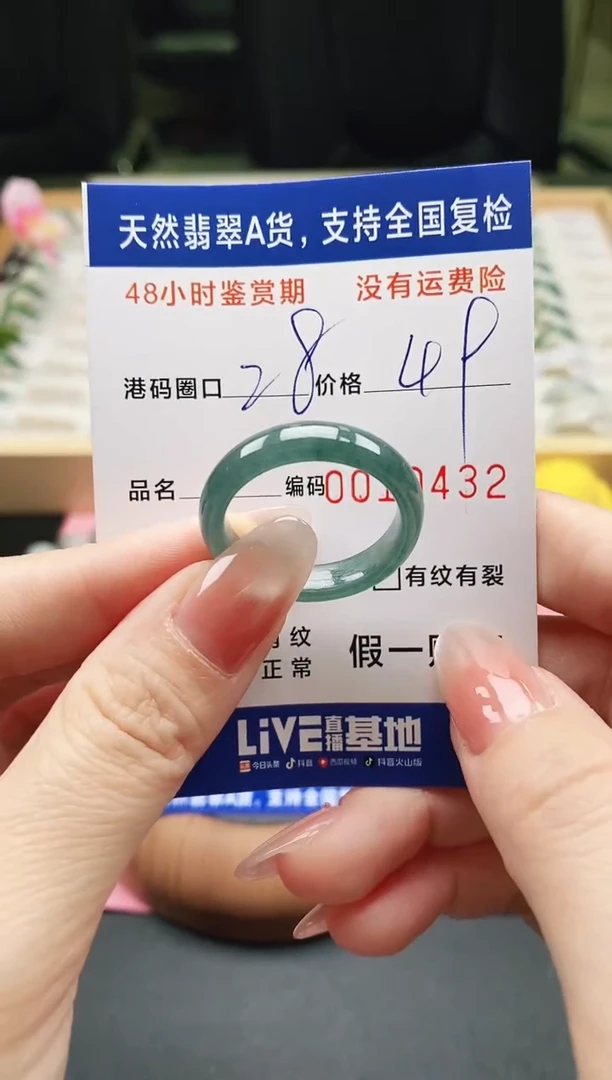 天然翡翠A货，支持全国复检
48小时鉴赏期 没有运费险
港码圈口 28 价格 49
品名 编码 0010432
有纹有裂
有纹 假一
正常
LiVE直播基地
今日头条 抖音 西瓜视频 抖音火山版